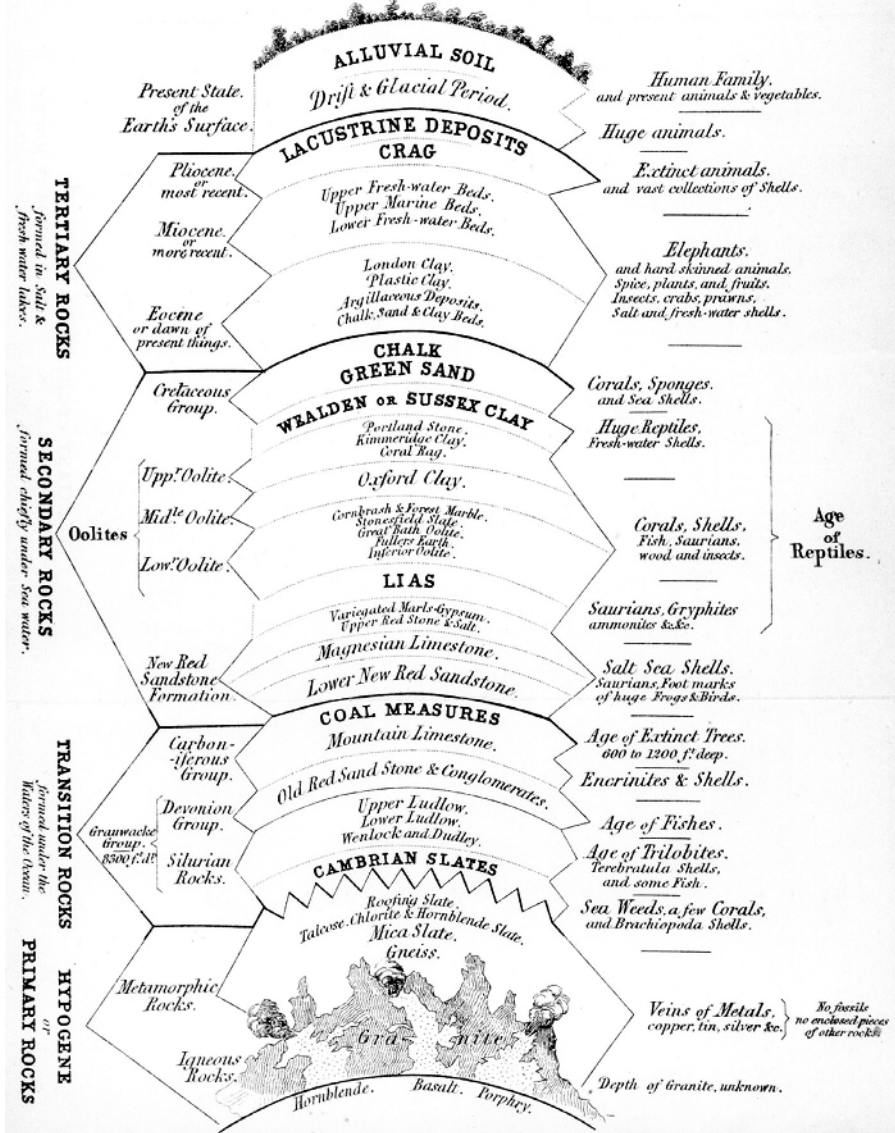 ALLUVIAL SOIL
Drift & Glacial Period.
LACUSTRINE DEPOSITS
CRAG
Upper Fresh-water Beds.
Upper Marine Beds.
Lower Fresh-water Beds.
London Clay.
Plastic Clay.
Argillaceous Deposits.
Chalk, Sand & Clay Beds.
CHALK
GREEN SAND
WEALDEN OR SUSSEX CLAY
Portland Stone.
Kimmeridge Clay.
Coral Rag.
Oxford Clay.
Cornbrash & Forest Marble.
Stonesfield Slate.
Great Bath Oolite.
Fullers Earth
Inferior Oolite.
LIAS
Variegated Marls-Gypsum.
Upper Red Stone & Salt.
Magnesian Limestone.
Lower New Red Sandstone.
COAL MEASURES
Mountain Limestone.
Old Red Sand Stone & Conglomerates.
Upper Ludlow.
Lower Ludlow.
Wenlock and Dudley.
CAMBRIAN SLATES
Roofing Slate.
Talcose, Chlorite & Hornblende Slate.
Mica Slate.
Gneiss.
Granite
Hornblende. Basalt. Porphry.
Present State
of the
Earth's Surface.
Pliocene.
or
most recent.
Miocene.
or
more recent.
Eocene
or dawn of
present things.
Cretaceous
Group.
Uppr. Oolite.
Midle. Oolite.
Lowr. Oolite.
Oolites
New Red
Sandstone
Formation.
Carbon-
iferous
Group.
Devonion
Group.
Silurian
Rocks.
Grauwacke
Group.
8300 ft. dp.
Metamorphic
Rocks.
Igneous
Rocks.
TERTIARY ROCKS
formed in Salt &
fresh water lakes.
SECONDARY ROCKS
formed chiefly under Sea water.
TRANSITION ROCKS
formed under the
Waters of the Ocean.
HYPOGENE
or
PRIMARY ROCKS
Human Family.
and present animals & vegetables.
Huge animals.
Extinct animals.
and vast collections of Shells.
Elephants.
and hard skinned animals.
Spice, plants, and fruits.
Insects, crabs, prawns,
Salt and fresh-water shells.
Corals, Sponges.
and Sea Shells.
Huge Reptiles,
Fresh-water Shells.
Corals, Shells,
Fish, Saurians,
wood and insects.
Saurians, Gryphites
ammonites &c. &c.
Age
of
Reptiles.
Salt Sea Shells.
Saurians, Foot marks
of huge Frogs & Birds.
Age of Extinct Trees.
600 to 1200 ft. deep.
Encrinites & Shells.
Age of Fishes.
Age of Trilobites.
Terebratula Shells,
and some Fish.
Sea Weeds, a few Corals,
and Brachiopoda Shells.
Veins of Metals,
copper, tin, silver &c.
No fossils
no enclosed pieces
of other rocks
Depth of Granite, unknown.